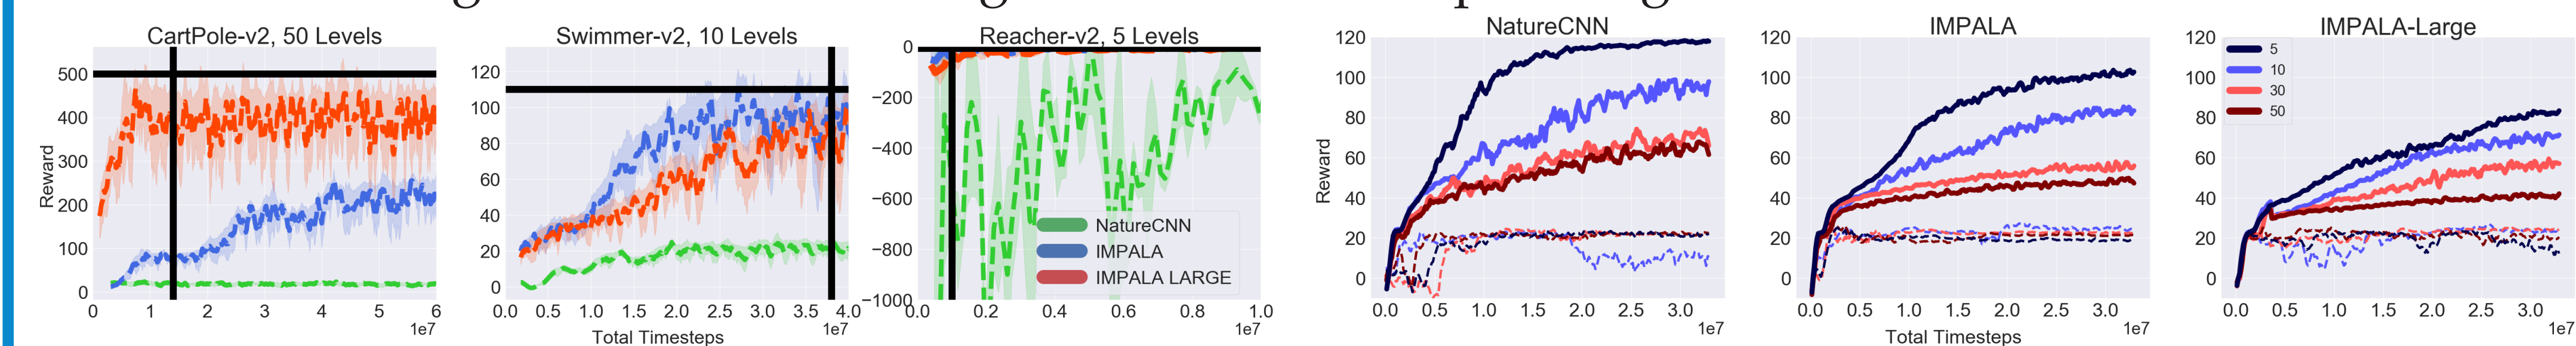 CartPole-v2, 50 Levels
Reward
500
400
300
200
100
0
0 1 2 3 4 5 6
1e7
Swimmer-v2, 10 Levels
120
100
80
60
40
20
0
0.0 0.5 1.0 1.5 2.0 2.5 3.0 3.5 4.0
1e7
Total Timesteps
Reacher-v2, 5 Levels
0
−200
−400
−600
−800
−1000
NatureCNN
IMPALA
IMPALA LARGE
0.0 0.2 0.4 0.6 0.8 1.0
1e7
NatureCNN
Reward
120
100
80
60
40
20
0
0.0 0.5 1.0 1.5 2.0 2.5 3.0
1e7
IMPALA
120
100
80
60
40
20
0
0.0 0.5 1.0 1.5 2.0 2.5 3.0
1e7
Total Timesteps
IMPALA-Large
120
100
80
60
40
20
0
5
10
30
50
0.0 0.5 1.0 1.5 2.0 2.5 3.0
1e7